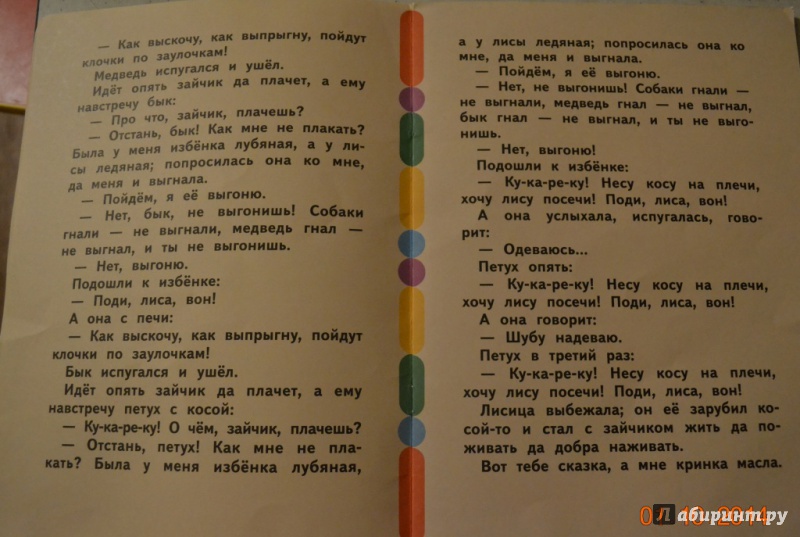 — Как выскочу, как выпрыгну, пойдут
клочки по заулочкам!
Медведь испугался и ушёл.
Идёт опять зайчик да плачет, а ему
навстречу бык:
— Про что, зайчик, плачешь?
— Отстань, бык! Как мне не плакать?
Была у меня избёнка лубяная, а у ли-
сы ледяная; попросилась она ко мне,
да меня и выгнала.
— Пойдём, я её выгоню.
— Нет, бык, не выгонишь! Собаки
гнали — не выгнали, медведь гнал —
не выгнал, и ты не выгонишь.
— Нет, выгоню.
Подошли к избёнке:
— Поди, лиса, вон!
А она с печи:
— Как выскочу, как выпрыгну, пойдут
клочки по заулочкам!
Бык испугался и ушёл.
Идёт опять зайчик да плачет, а ему
навстречу петух с косой:
— Ку-ка-ре-ку! О чём, зайчик, плачешь?
— Отстань, петух! Как мне не пла-
кать? Была у меня избёнка лубяная,
а у лисы ледяная; попросилась она ко
мне, да меня и выгнала.
— Пойдём, я её выгоню.
— Нет, не выгонишь! Собаки гнали —
не выгнали, медведь гнал — не выгнал,
бык гнал — не выгнал, и ты не выго-
нишь.
— Нет, выгоню!
Подошли к избёнке:
— Ку-ка-ре-ку! Несу косу на плечи,
хочу лису посечи! Поди, лиса, вон!
А она услыхала, испугалась, гово-
рит:
— Одеваюсь...
Петух опять:
— Ку-ка-ре-ку! Несу косу на плечи,
хочу лису посечи! Поди, лиса, вон!
А она говорит:
— Шубу надеваю.
Петух в третий раз:
— Ку-ка-ре-ку! Несу косу на плечи,
хочу лису посечи! Поди, лиса, вон!
Лисица выбежала; он её зарубил ко-
сой-то и стал с зайчиком жить да по-
живать да добра наживать.
Вот тебе сказка, а мне кринка масла.
Лабиринт.ру